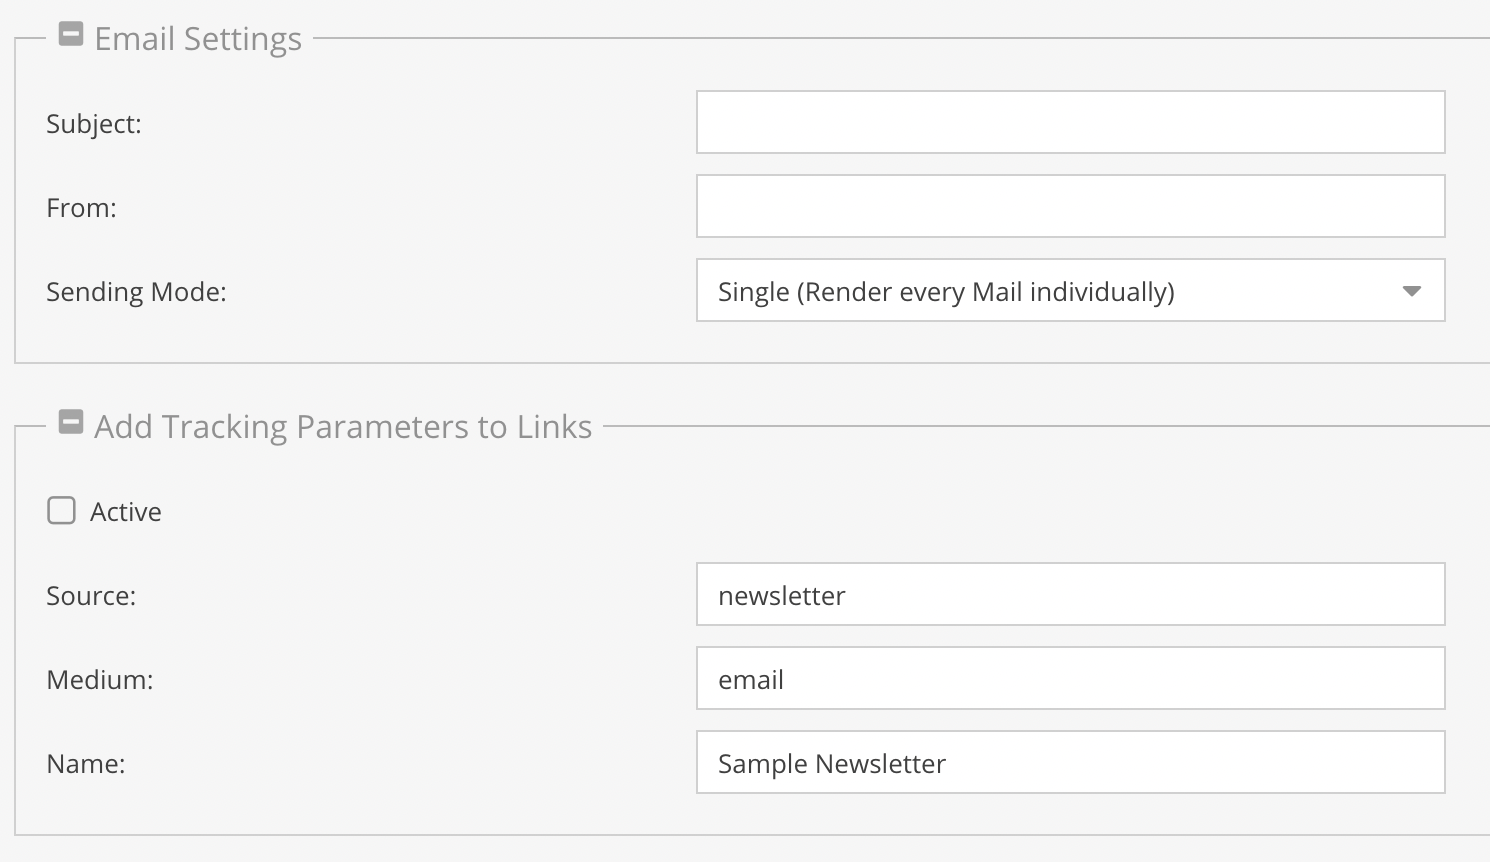 Email Settings
Subject:
From:
Sending Mode: Single (Render every Mail individually)
Add Tracking Parameters to Links
Active
Source: newsletter
Medium: email
Name: Sample Newsletter